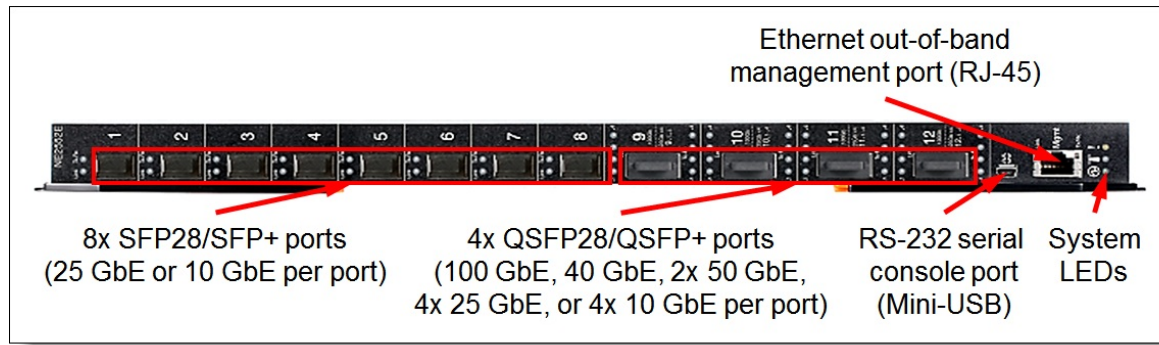 Ethernet out-of-band
management port (RJ-45)
NE2552E
1 2 3 4 5 6 7 8 9 10 11 12
Mgmt
8x SFP28/SFP+ ports
(25 GbE or 10 GbE per port)
4x QSFP28/QSFP+ ports
(100 GbE, 40 GbE, 2x 50 GbE,
4x 25 GbE, or 4x 10 GbE per port)
RS-232 serial
console port
(Mini-USB)
System
LEDs